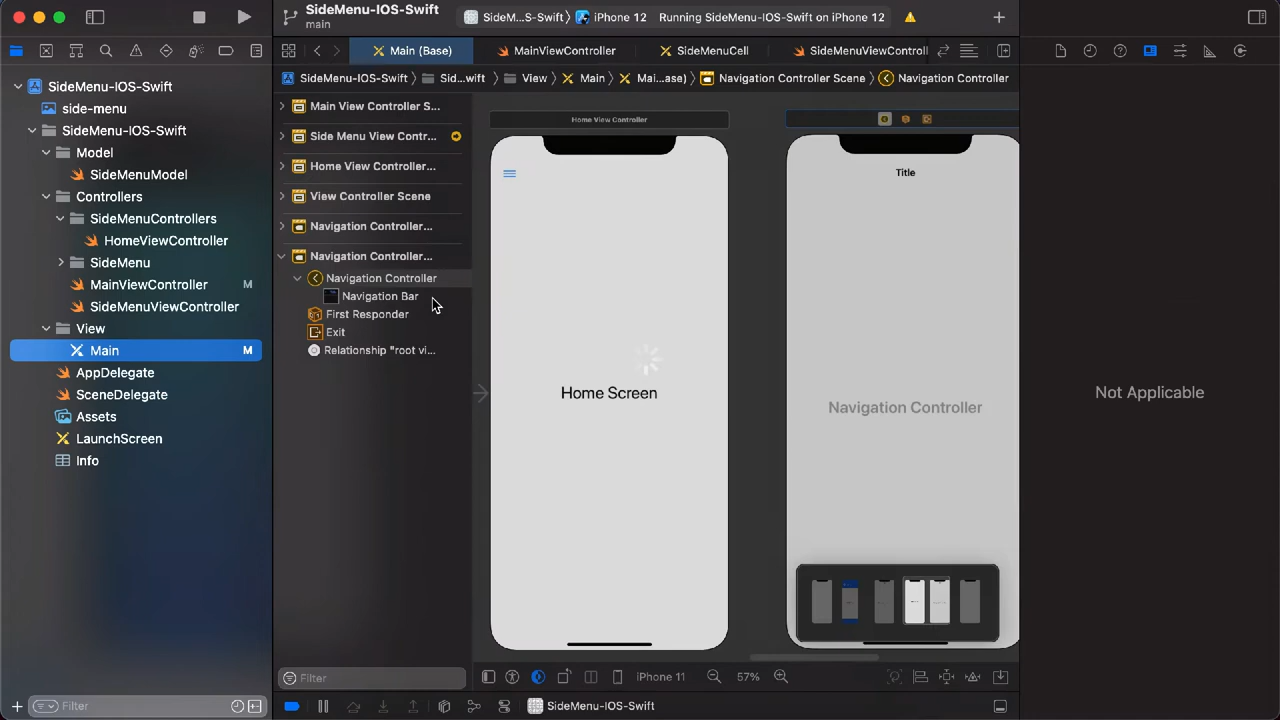 SideMenu-IOS-Swift
main
SideM...S-Swift
iPhone 12
Running SideMenu-IOS-Swift on iPhone 12
Main (Base)
MainViewController
SideMenuCell
SideMenuViewControll
SideMenu-IOS-Swift
Sid...wift
View
Main
Mai...ase)
Navigation Controller Scene
Navigation Controller
SideMenu-IOS-Swift
side-menu
SideMenu-IOS-Swift
Model
SideMenuModel
Controllers
SideMenuControllers
HomeViewController
SideMenu
MainViewController M
SideMenuViewController
View
Main M
AppDelegate
SceneDelegate
Assets
LaunchScreen
Info
Filter
Main View Controller S...
Side Menu View Contr...
Home View Controller...
View Controller Scene
Navigation Controller...
Navigation Controller...
Navigation Controller
Navigation Bar
First Responder
Exit
Relationship "root vi...
Filter
Home View Controller
Home Screen
Title
Navigation Controller
iPhone 11
57%
SideMenu-IOS-Swift
Not Applicable